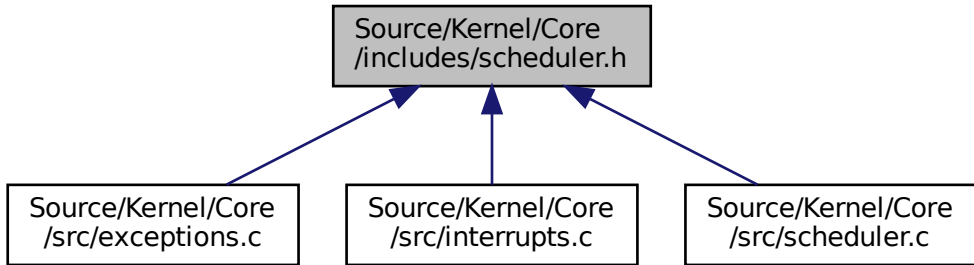 Source/Kernel/Core
/includes/scheduler.h
Source/Kernel/Core
/src/exceptions.c
Source/Kernel/Core
/src/interrupts.c
Source/Kernel/Core
/src/scheduler.c